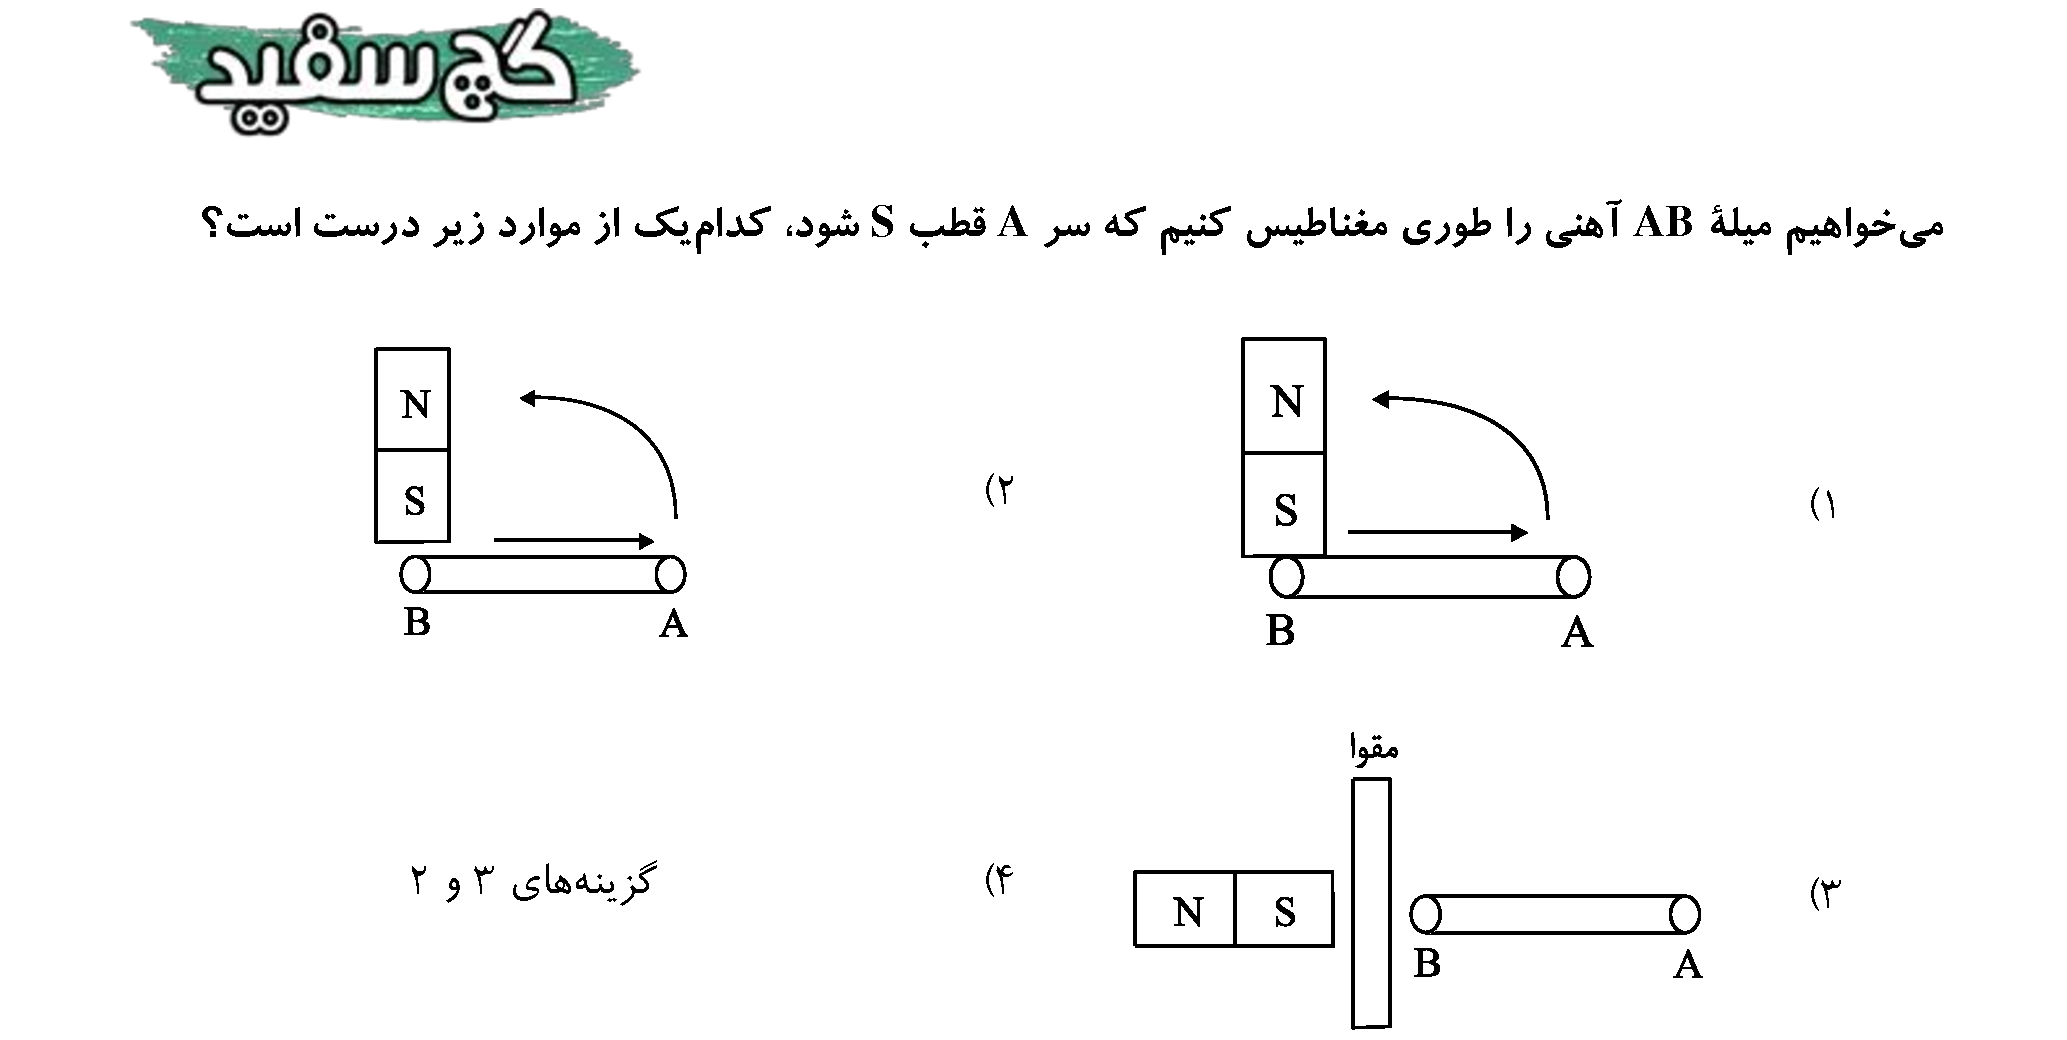 گچ سفید
می‌خواهیم میلهٔ AB آهنی را طوری مغناطیس کنیم که سر A قطب S شود، کدام‌یک از موارد زیر درست است؟
(۱
N
S
B A
(۲
N
S
B A
(۳
مقوا
N S
B A
(۴
گزینه‌های ۳ و ۲